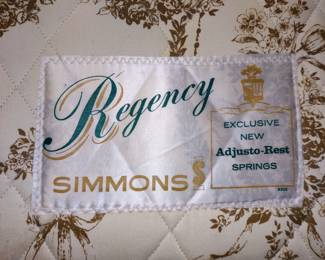 Regency
SIMMONS
EXCLUSIVE
NEW
Adjusto-Rest
SPRINGS